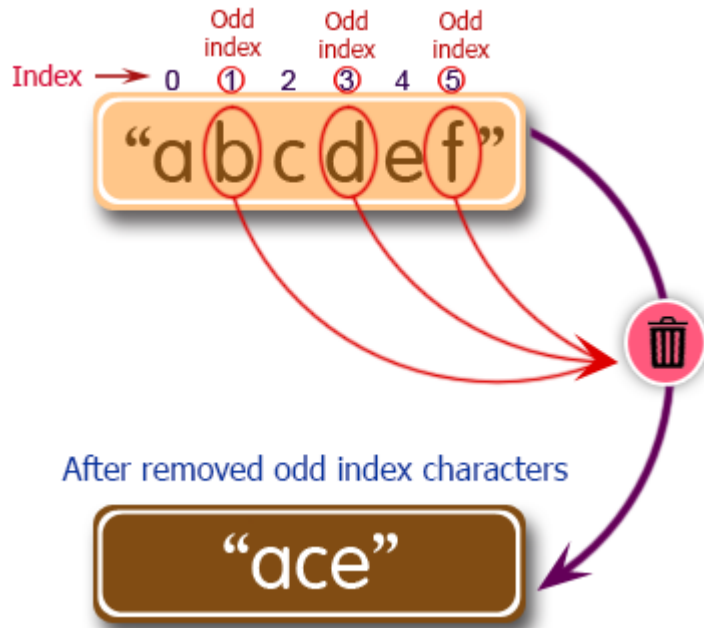 Odd Odd Odd
index index index
Index 0 1 2 3 4 5
“a b c d e f ”
After removed odd index characters
“ace”